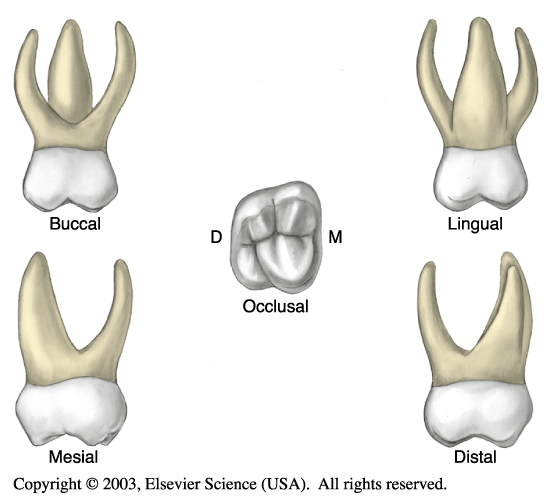 Buccal
Lingual
D
M
Occlusal
Mesial
Distal
Copyright © 2003, Elsevier Science (USA).  All rights reserved.